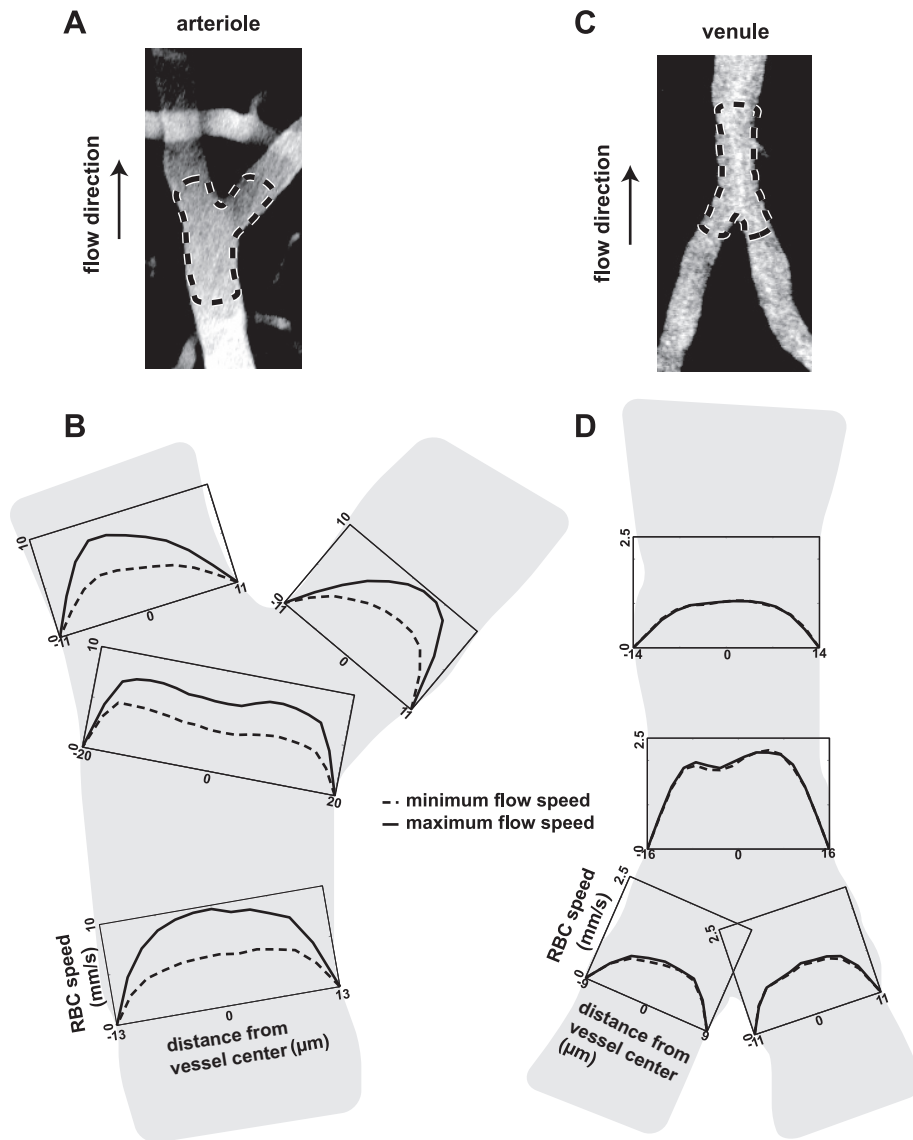 A
arteriole
flow direction
C
venule
flow direction
B
10
-0
-11
0
11
10
-0
-11
0
11
10
-0
-20
0
20
10
-0
-13
0
13
RBC speed
(mm/s)
distance from
vessel center (µm)
minimum flow speed
maximum flow speed
D
2.5
-0
-14
0
14
2.5
-0
-16
0
16
2.5
-0
-9
0
9
RBC speed
(mm/s)
distance from
vessel center
(µm)
2.5
-0
-11
0
11